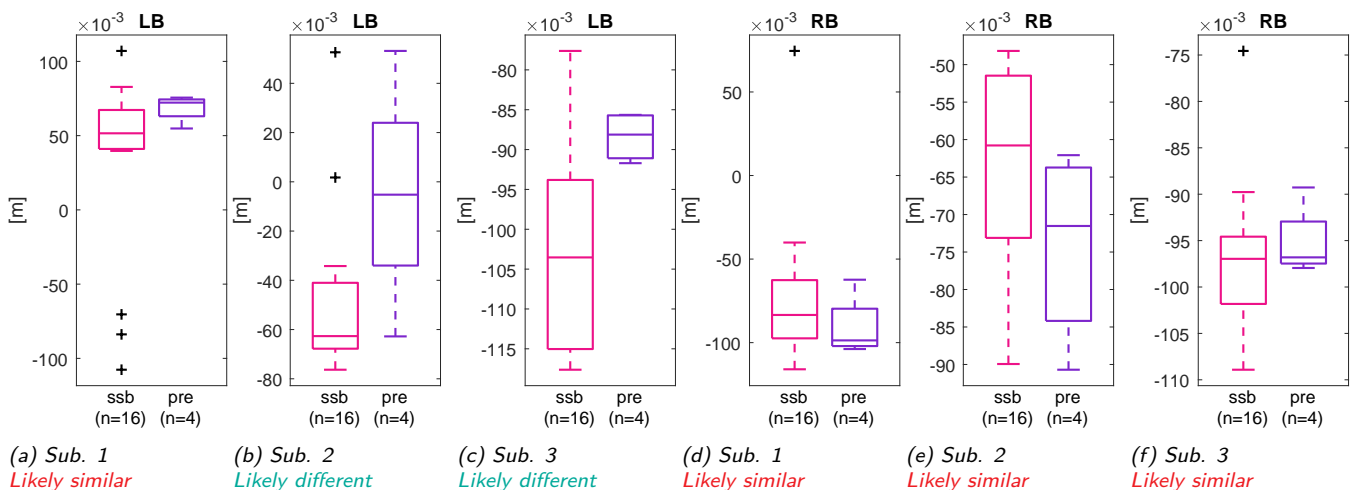 ×10⁻³ LB
100
50
0
-50
-100
[m]
ssb pre
(n=16) (n=4)
(a) Sub. 1
Likely similar
×10⁻³ LB
40
20
0
-20
-40
-60
-80
[m]
ssb pre
(n=16) (n=4)
(b) Sub. 2
Likely different
×10⁻³ LB
-80
-85
-90
-95
-100
-105
-110
-115
[m]
ssb pre
(n=16) (n=4)
(c) Sub. 3
Likely different
×10⁻³ RB
50
0
-50
-100
[m]
ssb pre
(n=16) (n=4)
(d) Sub. 1
Likely similar
×10⁻³ RB
-50
-55
-60
-65
-70
-75
-80
-85
-90
[m]
ssb pre
(n=16) (n=4)
(e) Sub. 2
Likely similar
×10⁻³ RB
-75
-80
-85
-90
-95
-100
-105
-110
[m]
ssb pre
(n=16) (n=4)
(f) Sub. 3
Likely similar